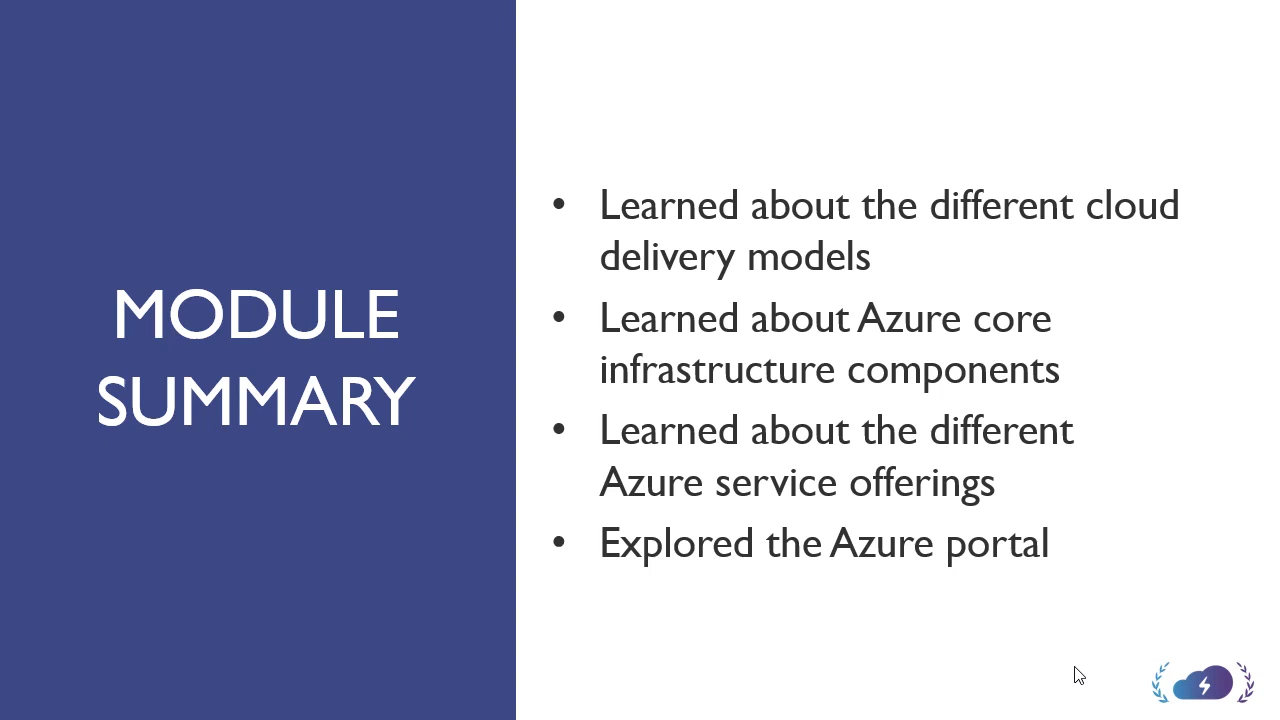 MODULE
SUMMARY
• Learned about the different cloud
delivery models
• Learned about Azure core
infrastructure components
• Learned about the different
Azure service offerings
• Explored the Azure portal